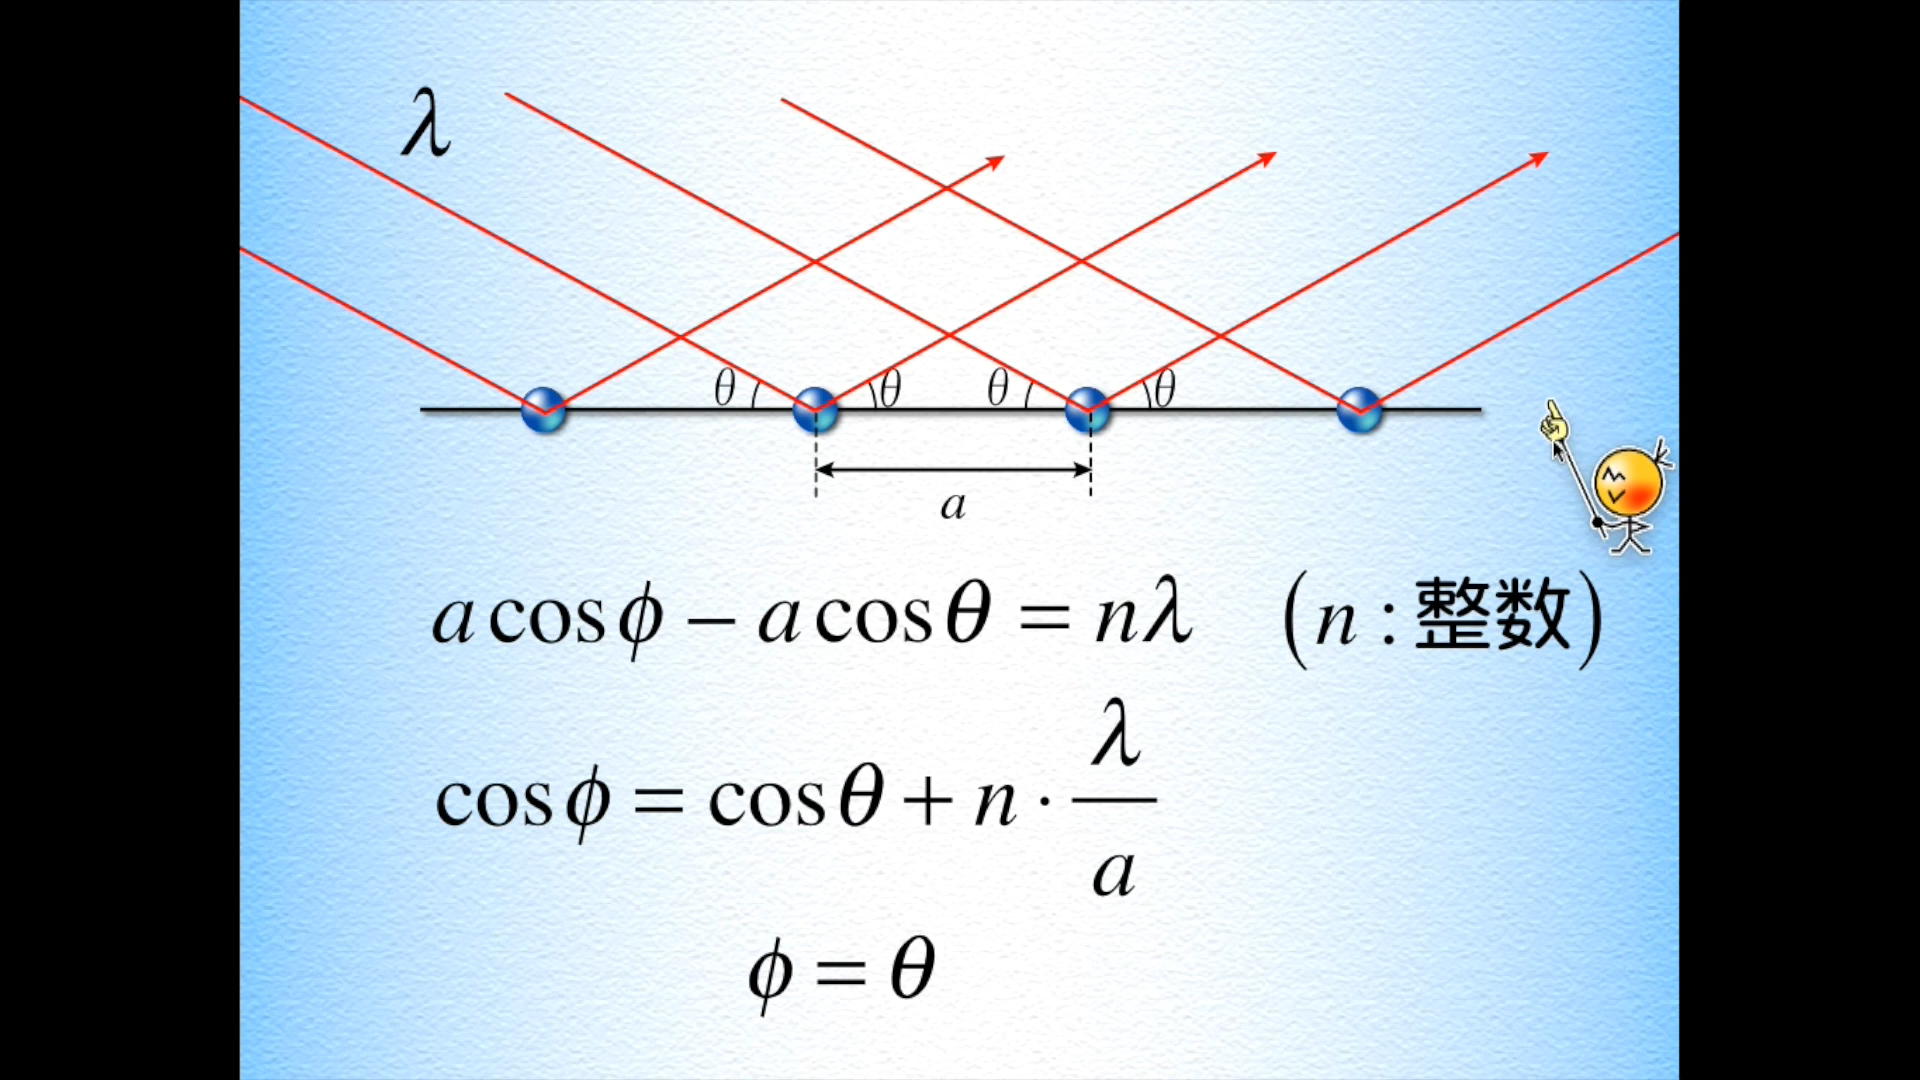 λ
θ θ θ θ
a
a cos ϕ − a cos θ = nλ (n : 整数)
cos ϕ = cos θ + n · λ/a
ϕ = θ